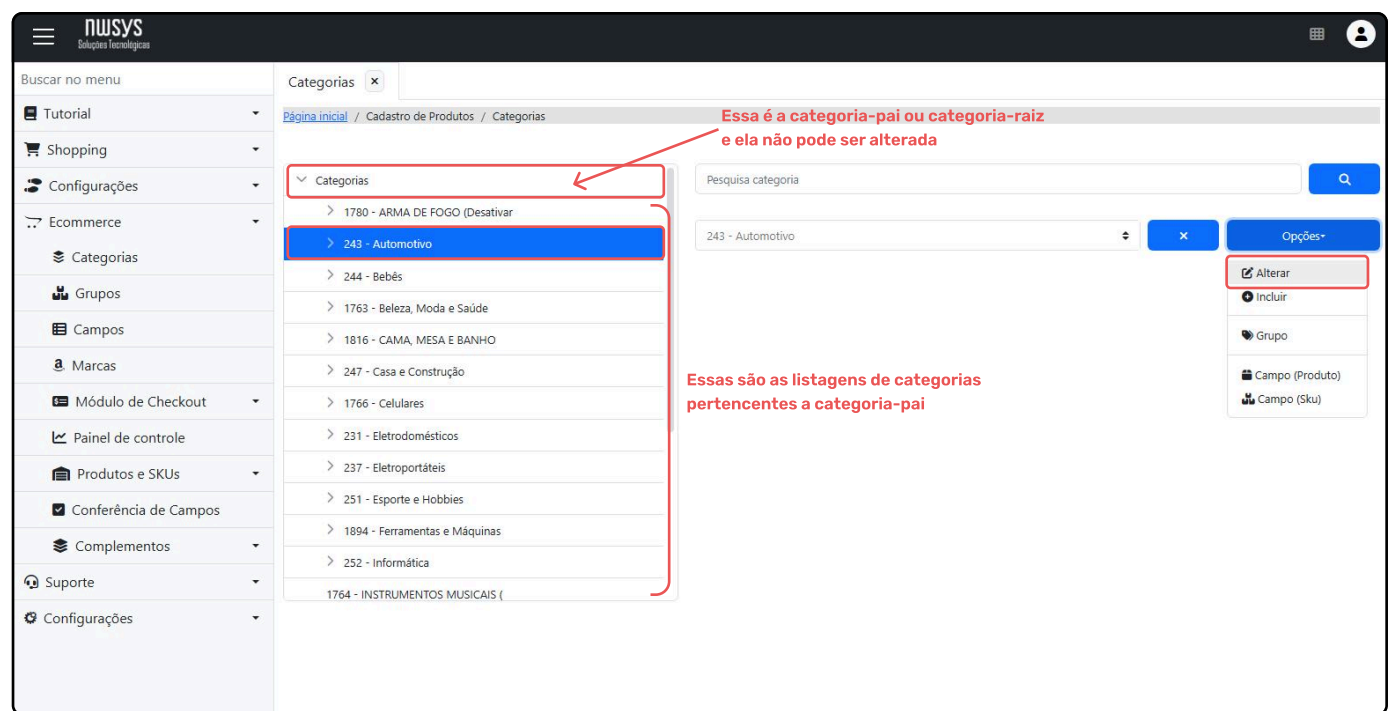 nwsys
Soluções Tecnológicas
Buscar no menu
Tutorial
Shopping
Configurações
Ecommerce
Categorias
Grupos
Campos
Marcas
Módulo de Checkout
Painel de controle
Produtos e SKUs
Conferência de Campos
Complementos
Suporte
Configurações
Categorias
Página inicial / Cadastro de Produtos / Categorias
Essa é a categoria-pai ou categoria-raiz
e ela não pode ser alterada
Categorias
1780 - ARMA DE FOGO (Desativar
243 - Automotivo
244 - Bebês
1763 - Beleza, Moda e Saúde
1816 - CAMA, MESA E BANHO
247 - Casa e Construção
1766 - Celulares
231 - Eletrodomésticos
237 - Eletroportáteis
251 - Esporte e Hobbies
1894 - Ferramentas e Máquinas
252 - Informática
1764 - INSTRUMENTOS MUSICAIS (
Pesquisa categoria
243 - Automotivo
Opções
Alterar
Incluir
Grupo
Campo (Produto)
Campo (Sku)
Essas são as listagens de categorias
pertencentes a categoria-pai